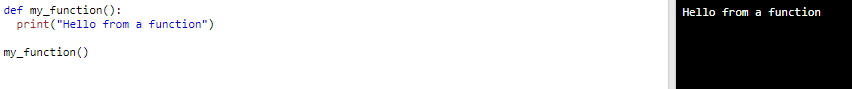 def my_function():
  print("Hello from a function")

my_function()
Hello from a function